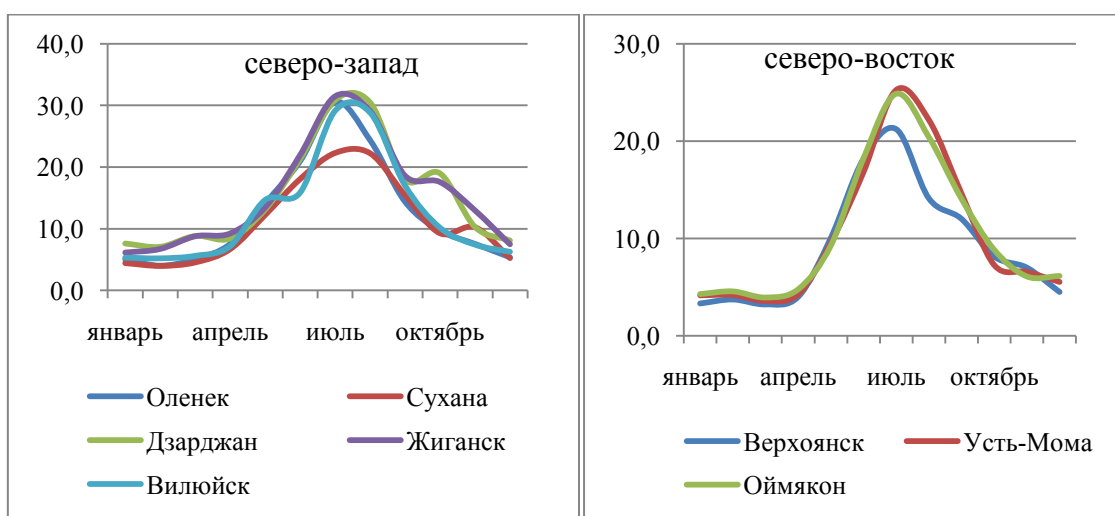 северо-запад
40,0
30,0
20,0
10,0
0,0
январь апрель июль октябрь
Оленек Сухана
Дзарджан Жиганск
Вилюйск
северо-восток
30,0
20,0
10,0
0,0
январь апрель июль октябрь
Верхоянск Усть-Мома
Оймякон